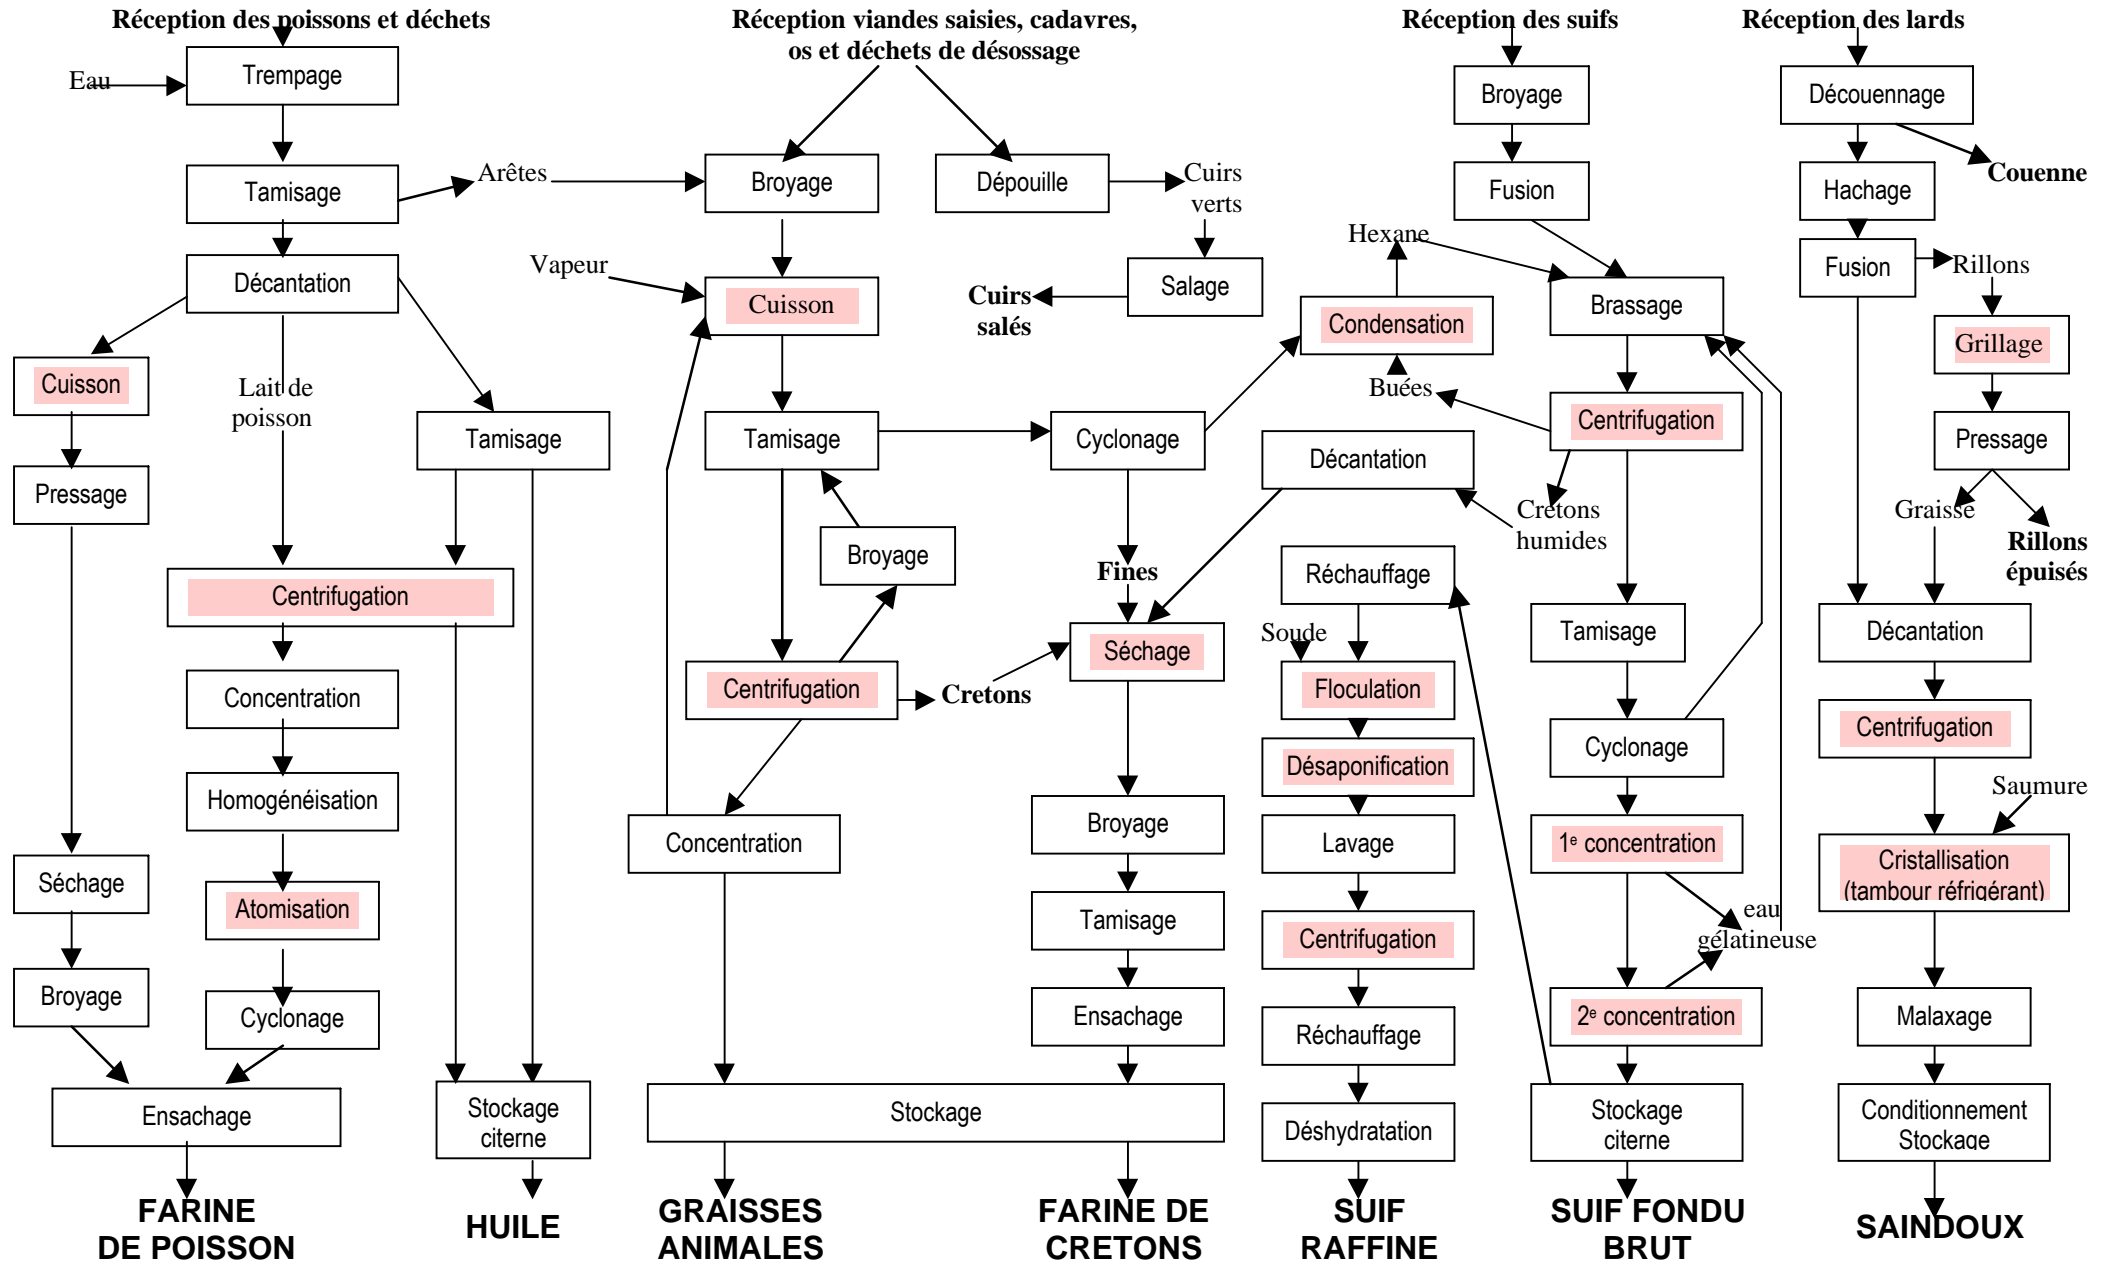 Réception des poissons et déchets
Eau
Trempage
Tamisage
Arêtes
Décantation
Cuisson
Lait de
poisson
Tamisage
Pressage
Centrifugation
Concentration
Homogénéisation
Séchage
Atomisation
Broyage
Cyclonage
Ensachage
Stockage
citerne
FARINE
DE POISSON
HUILE
Réception viandes saisies, cadavres,
os et déchets de désossage
Broyage
Dépouille
Cuirs
verts
Vapeur
Cuisson
Salage
Cuirs
salés
Tamisage
Cyclonage
Broyage
Fines
Centrifugation
Cretons
Séchage
Concentration
Broyage
Tamisage
Ensachage
Stockage
GRAISSES
ANIMALES
FARINE DE
CRETONS
Réception des suifs
Broyage
Fusion
Hexane
Condensation
Brassage
Buées
Centrifugation
Décantation
Cretons
humides
Réchauffage
Soude
Tamisage
Floculation
Désaponification
Cyclonage
Lavage
1e concentration
Centrifugation
eau
gélatineuse
Réchauffage
2e concentration
Déshydratation
Stockage
citerne
SUIF
RAFFINE
SUIF FONDU
BRUT
Réception des lards
Découennage
Couenne
Hachage
Fusion
Rillons
Grillage
Pressage
Graisse
Rillons
épuisés
Décantation
Centrifugation
Saumure
Cristallisation
(tambour réfrigérant)
Malaxage
Conditionnement
Stockage
SAINDOUX